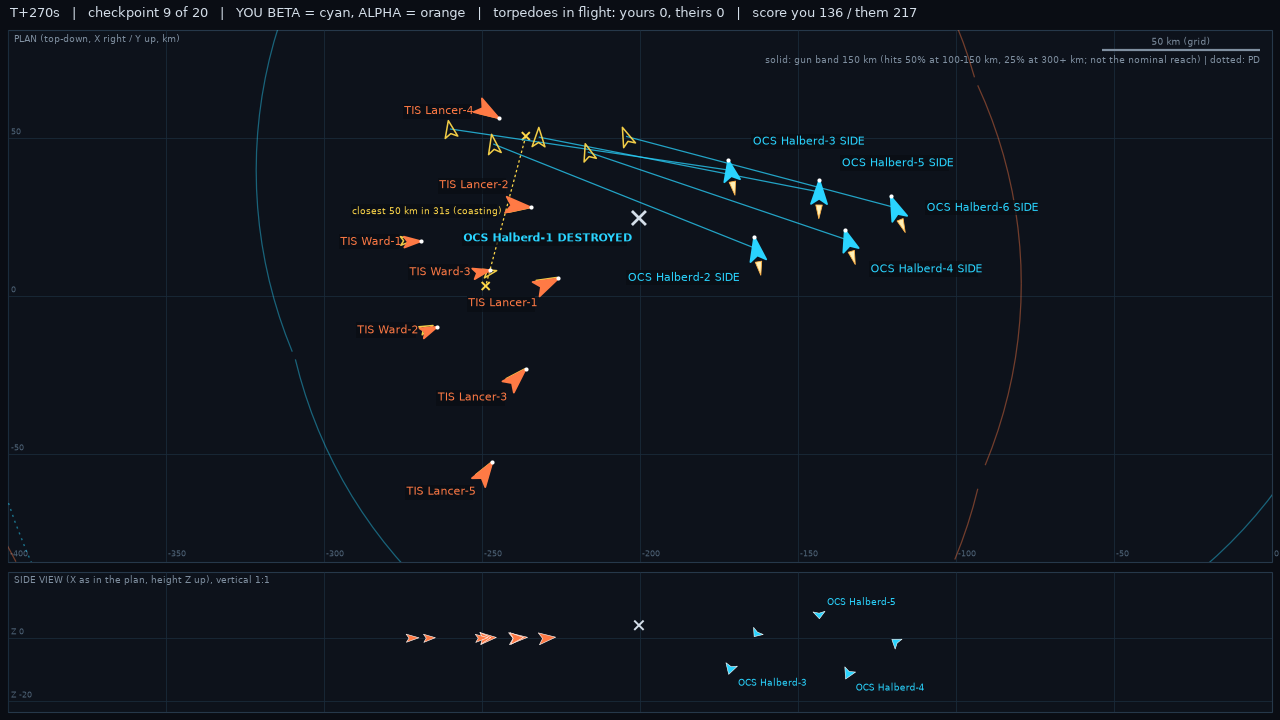 T+270s | checkpoint 9 of 20 | YOU BETA = cyan, ALPHA = orange | torpedoes in flight: yours 0, theirs 0 | score you 136 / them 217
PLAN (top-down, X right / Y up, km)
50 km (grid)
solid: gun band 150 km (hits 50% at 100-150 km, 25% at 300+ km; not the nominal reach) | dotted: PD
TIS Lancer-4
50
OCS Halberd-3 SIDE
OCS Halberd-5 SIDE
TIS Lancer-2
closest 50 km in 31s (coasting)
OCS Halberd-6 SIDE
TIS Ward-1
OCS Halberd-1 DESTROYED
TIS Ward-3
OCS Halberd-4 SIDE
OCS Halberd-2 SIDE
0
TIS Lancer-1
TIS Ward-2
TIS Lancer-3
-50
TIS Lancer-5
-400
-350
-300
-250
-200
-150
-100
-50
0
SIDE VIEW (X as in the plan, height Z up), vertical 1:1
OCS Halberd-5
Z 0
OCS Halberd-3
OCS Halberd-4
Z -20